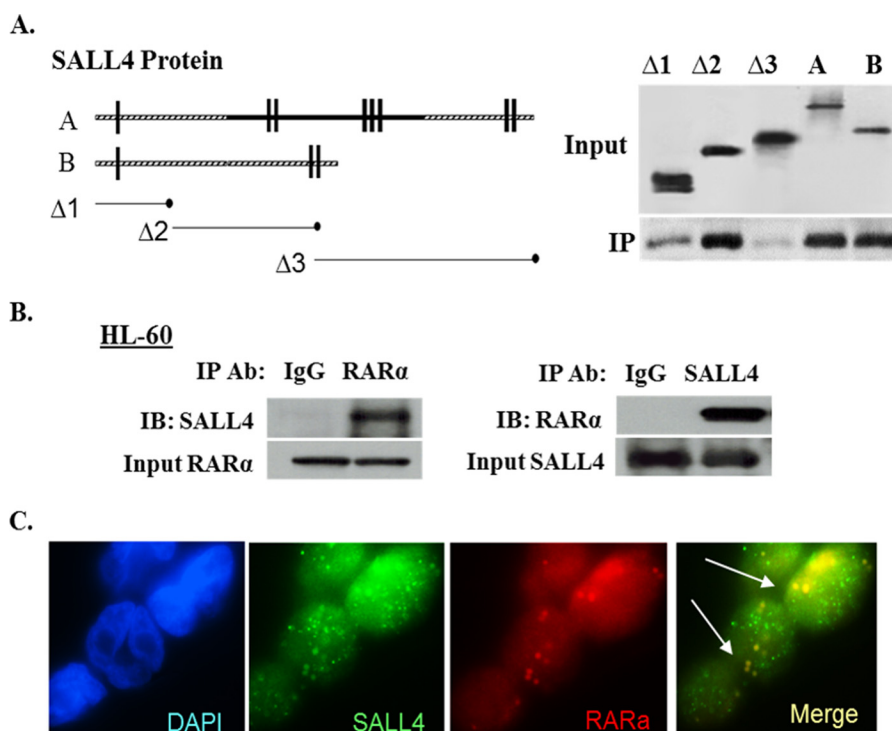 A.
SALL4 Protein
A
B
Δ1
Δ2
Δ3
Δ1 Δ2 Δ3 A B
Input
IP
B.
HL-60
IP Ab: IgG RARα
IB: SALL4
Input RARα
IP Ab: IgG SALL4
IB: RARα
Input SALL4
C.
DAPI SALL4 RARa Merge